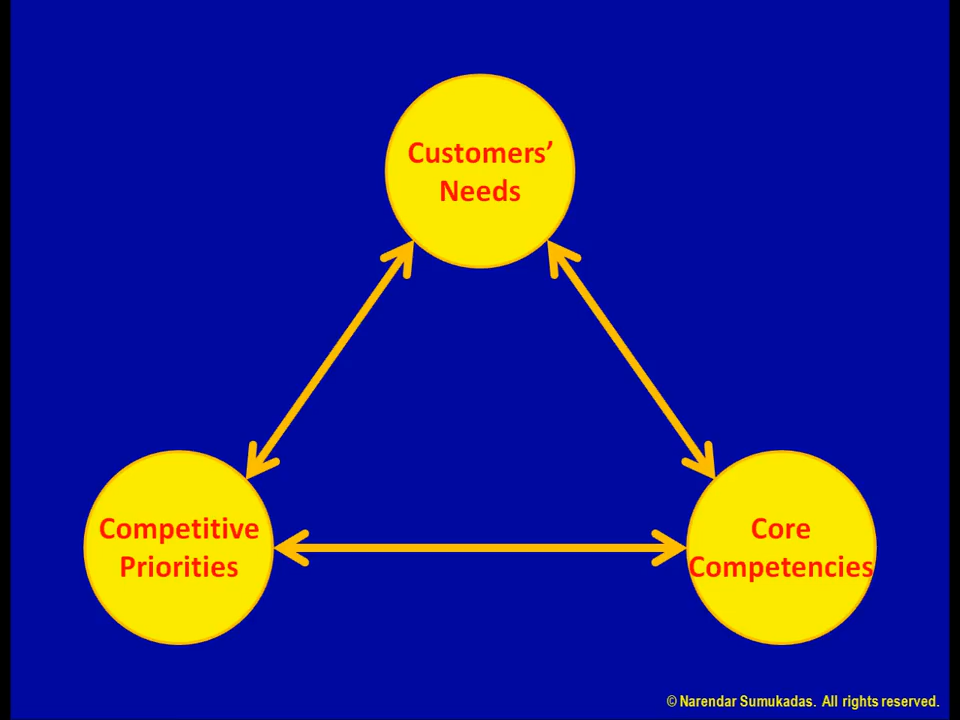 Customers’
Needs
Competitive
Priorities
Core
Competencies
© Narendar Sumukadas. All rights reserved.